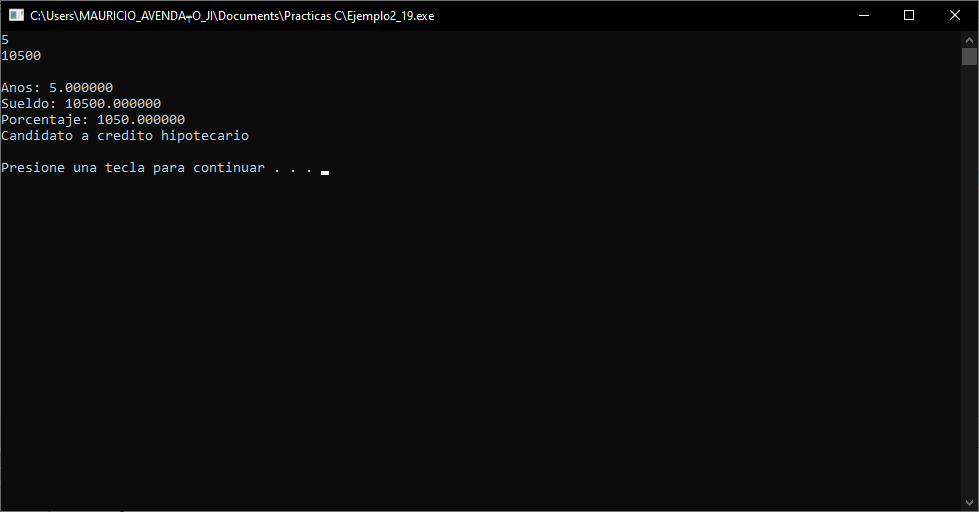 C:\Users\MAURICIO_AVENDA┬O_JI\Documents\Practicas C\Ejemplo2_19.exe
5
10500
Anos: 5.000000
Sueldo: 10500.000000
Porcentaje: 1050.000000
Candidato a credito hipotecario
Presione una tecla para continuar . . .